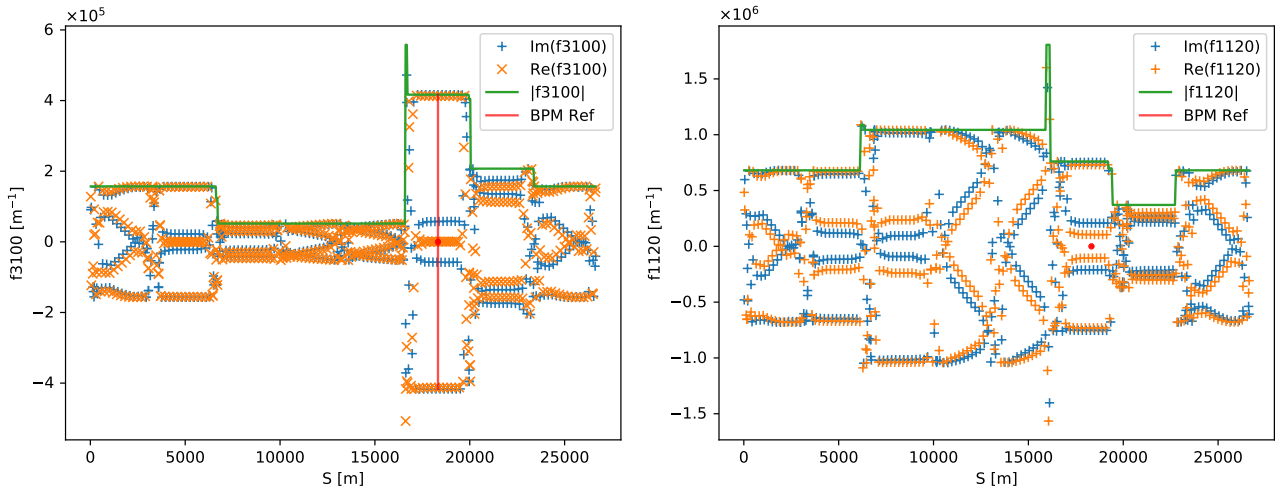 ×10⁵
6
4
2
0
−2
−4
f3100 [m⁻¹]
0 5000 10000 15000 20000 25000
S [m]
Im(f3100)
Re(f3100)
|f3100|
BPM Ref
×10⁶
1.5
1.0
0.5
0.0
−0.5
−1.0
−1.5
f1120 [m⁻¹]
0 5000 10000 15000 20000 25000
S [m]
Im(f1120)
Re(f1120)
|f1120|
BPM Ref